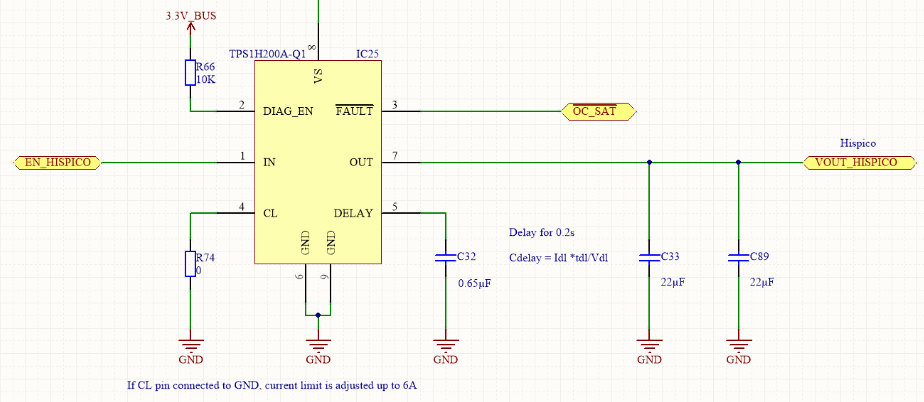 3.3V_BUS
TPS1H200A-Q1
8
IC25
VS
R66
10K
2
DIAG_EN
FAULT
3
OC_SAT
Hispico
EN_HISPICO
1
IN
OUT
7
VOUT_HISPICO
4
CL
DELAY
5
GND
GND
Delay for 0.2s
R74
0
C32
Cdelay = Idl *tdl/Vdl
C33
C89
6
9
0.65µF
22µF
22µF
GND
GND
GND
GND
GND
If CL pin connected to GND, current limit is adjusted up to 6A